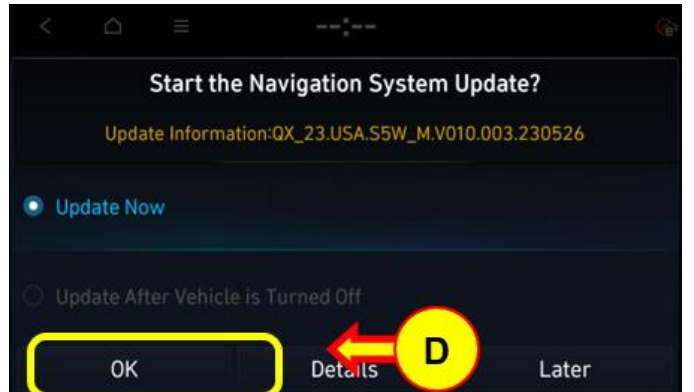 --:--
Start the Navigation System Update?
Update Information:QX_23.USA.S5W_M.V010.003.230526
Update Now
Update After Vehicle is Turned Off
OK Details D Later